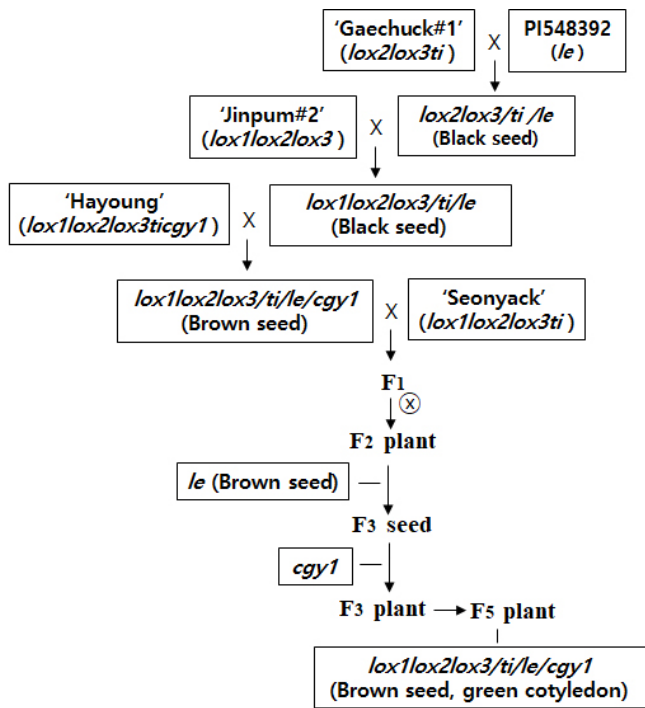 ‘Gaechuck#1’
(lox2lox3ti)
X
PI548392
(le)
‘Jinpum#2’
(lox1lox2lox3)
X
lox2lox3/ti/le
(Black seed)
‘Hayoung’
(lox1lox2lox3ticgy1)
X
lox1lox2lox3/ti/le
(Black seed)
lox1lox2lox3/ti/le/cgy1
(Brown seed)
X
‘Seonyack’
(lox1lox2lox3ti)
F1
ⓧ
F2 plant
le (Brown seed)
F3 seed
cgy1
F3 plant
F5 plant
lox1lox2lox3/ti/le/cgy1
(Brown seed, green cotyledon)